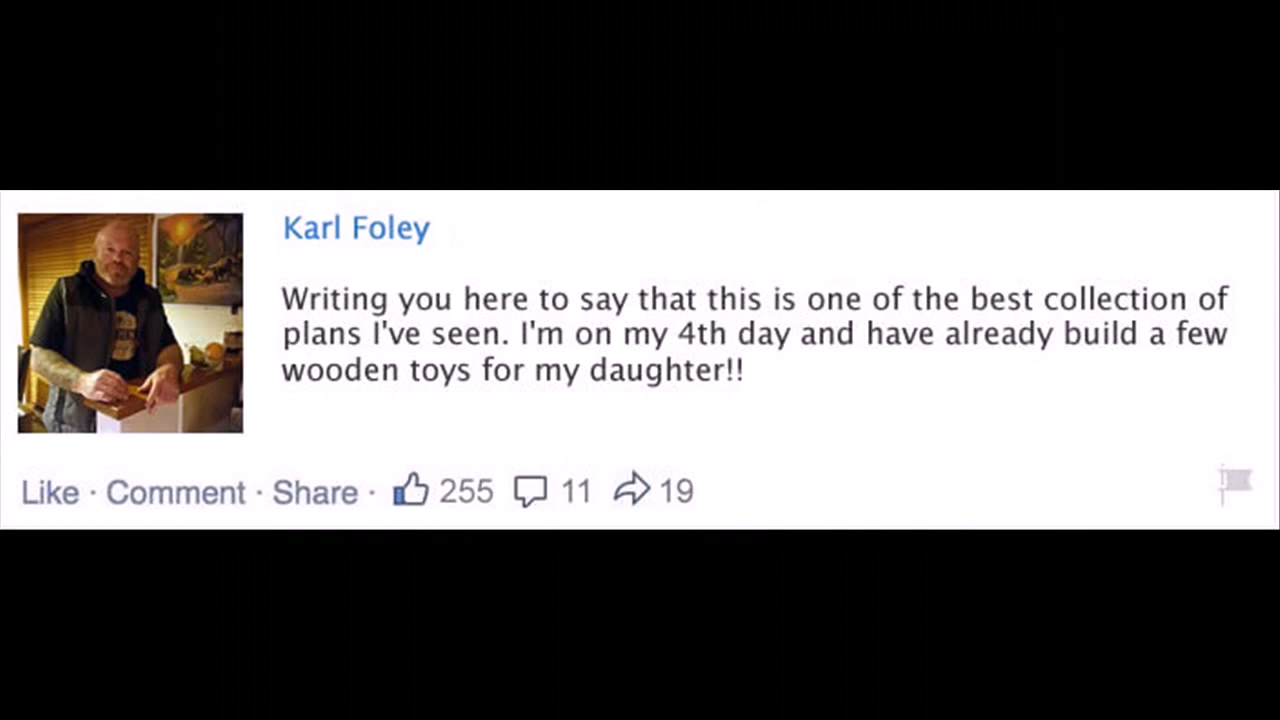 Karl Foley
Writing you here to say that this is one of the best collection of
plans I've seen. I'm on my 4th day and have already build a few
wooden toys for my daughter!!
Like · Comment · Share · 255 11 19